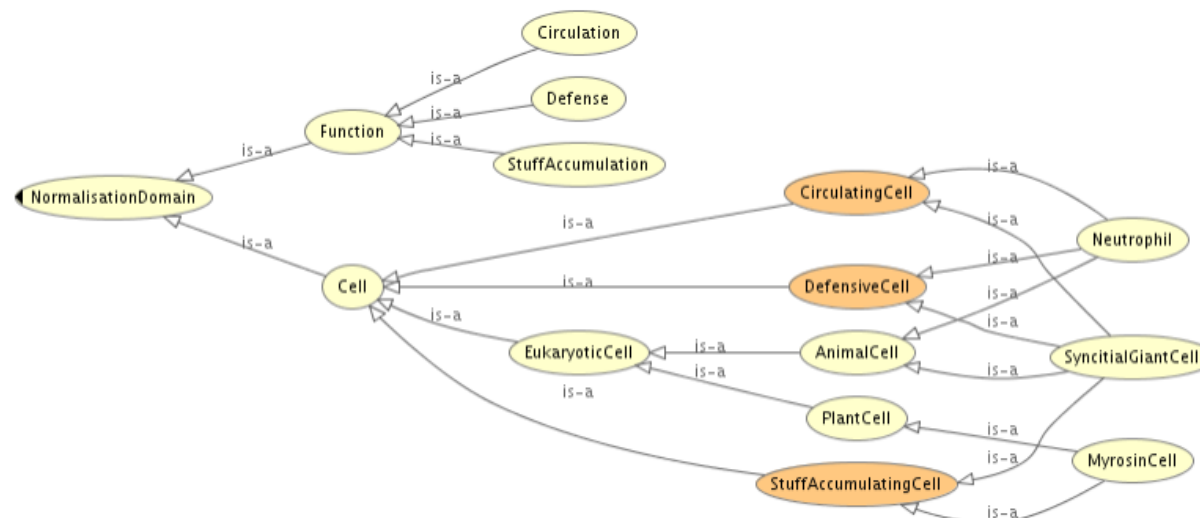 Circulation
is-a
Defense
is-a
Function
is-a
is-a
StuffAccumulation
NormalisationDomain
is-a
CirculatingCell
is-a
is-a
is-a
Neutrophil
is-a
Cell
is-a
DefensiveCell
is-a
is-a
is-a
EukaryoticCell
is-a
AnimalCell
SyncitialGiantCell
is-a
is-a
is-a
PlantCell
is-a
is-a
MyrosinCell
StuffAccumulatingCell
is-a